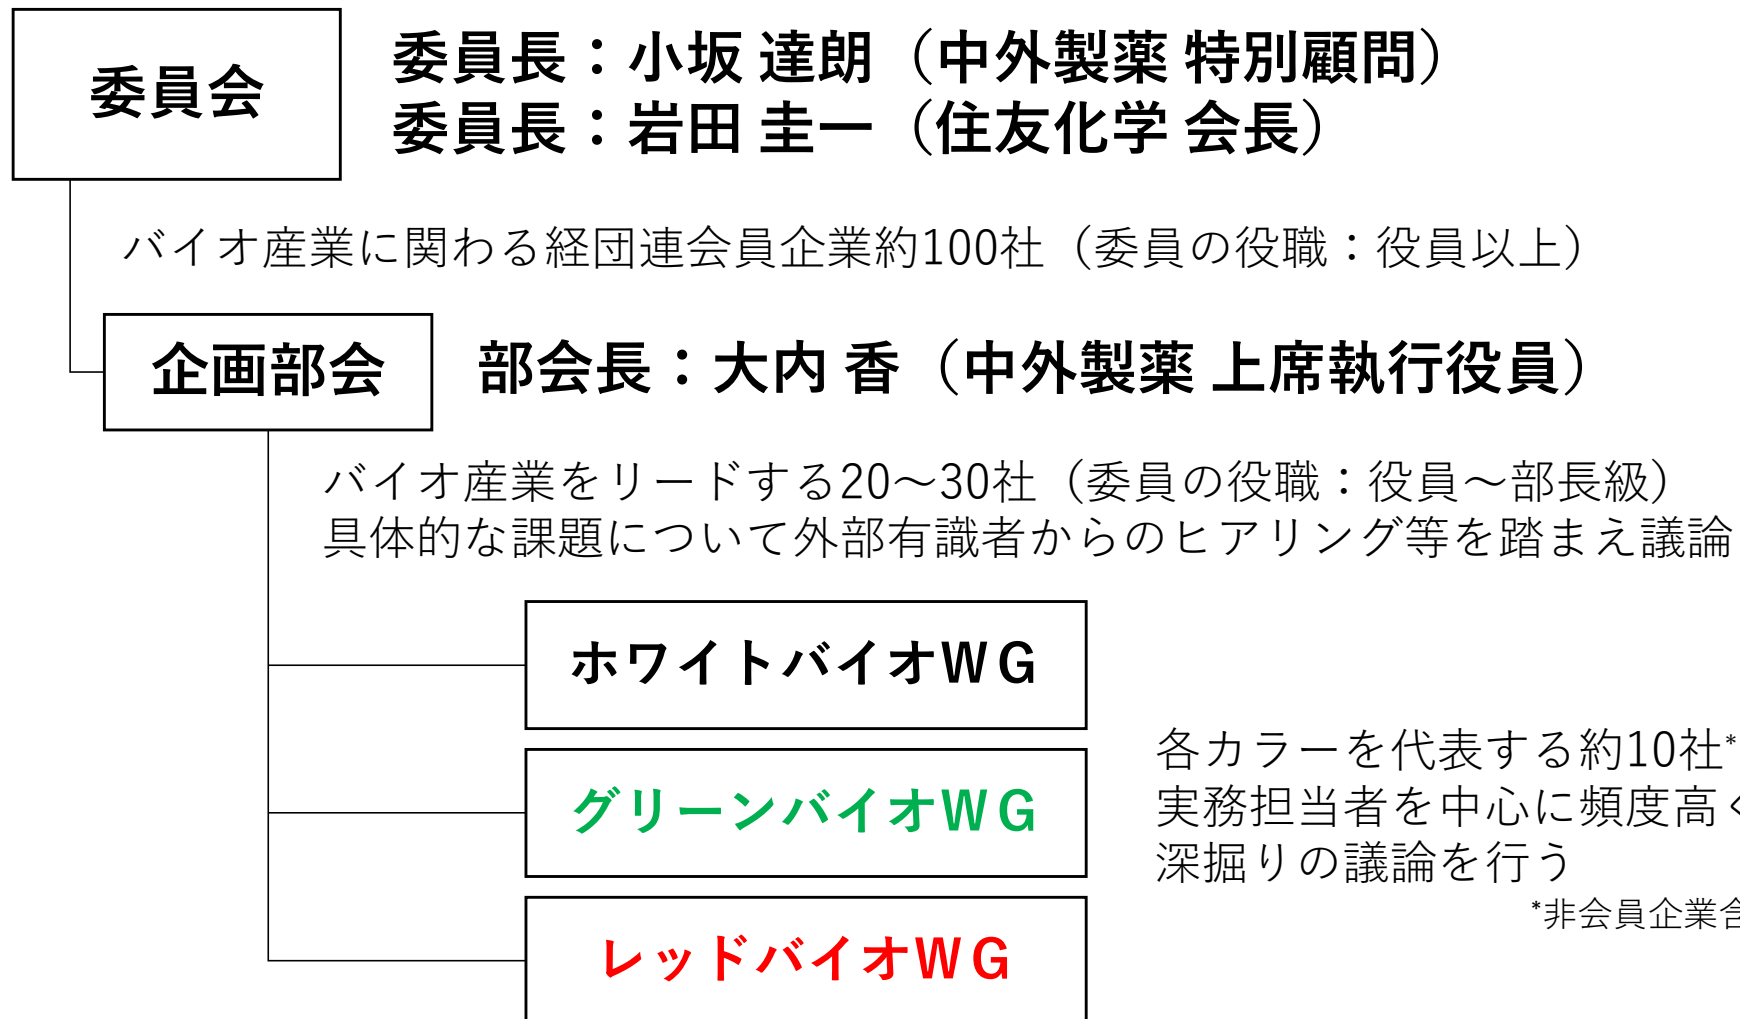 委員会
委員長：小坂 達朗（中外製薬 特別顧問）
委員長：岩田 圭一（住友化学 会長）
バイオ産業に関わる経団連会員企業約100社（委員の役職：役員以上）
企画部会
部会長：大内 香（中外製薬 上席執行役員）
バイオ産業をリードする20～30社（委員の役職：役員～部長級）
具体的な課題について外部有識者からのヒアリング等を踏まえ議論
ホワイトバイオＷＧ
グリーンバイオＷＧ
レッドバイオＷＧ
各カラーを代表する約10社*
実務担当者を中心に頻度高く
深掘りの議論を行う
*非会員企業含